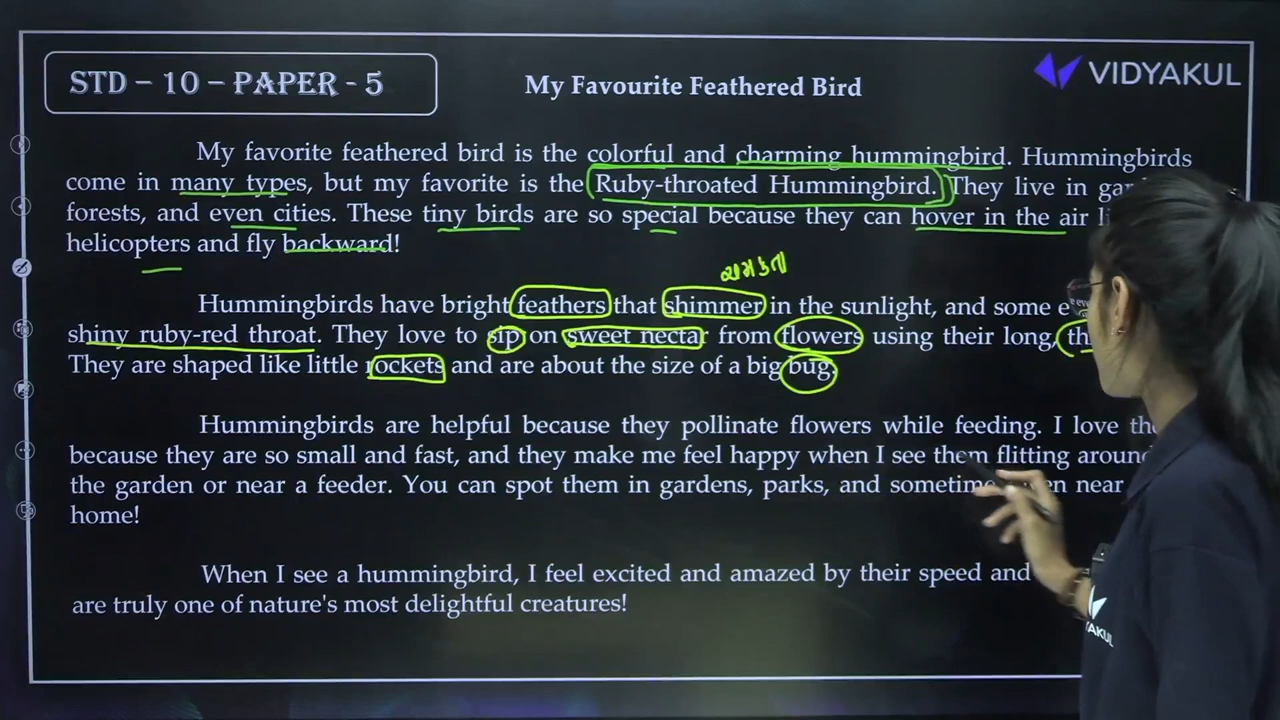 STD – 10 – PAPER - 5
My Favourite Feathered Bird
VIDYAKUL
My favorite feathered bird is the colorful and charming hummingbird. Hummingbirds
come in many types, but my favorite is the Ruby-throated Hummingbird. They live in
forests, and even cities. These tiny birds are so special because they can hover in the air
helicopters and fly backward!
ચમકતા
Hummingbirds have bright feathers that shimmer in the sunlight, and some
shiny ruby-red throat. They love to sip on sweet nectar from flowers using their long,
They are shaped like little rockets and are about the size of a big bug.
Hummingbirds are helpful because they pollinate flowers while feeding. I love
because they are so small and fast, and they make me feel happy when I see them flitting around
the garden or near a feeder. You can spot them in gardens, parks, and near
home!
When I see a hummingbird, I feel excited and amazed by their speed and
are truly one of nature's most delightful creatures!